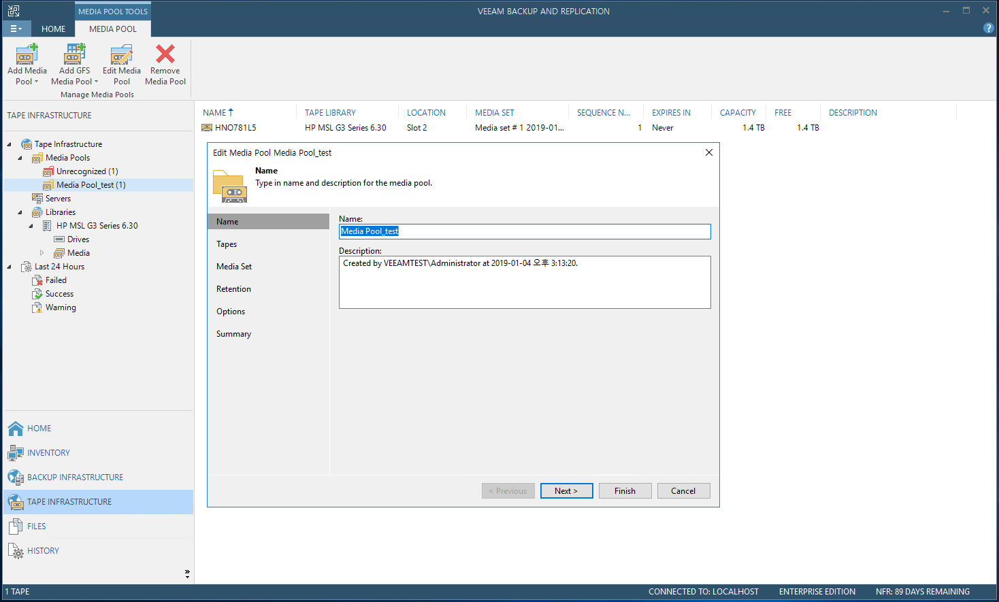 MEDIA POOL TOOLS
VEEAM BACKUP AND REPLICATION
HOME
MEDIA POOL
?
Add Media Pool
Add GFS Media Pool
Edit Media Pool
Remove Media Pool
Manage Media Pools
TAPE INFRASTRUCTURE
Tape Infrastructure
Media Pools
Unrecognized (1)
Media Pool_test (1)
Servers
Libraries
HP MSL G3 Series 6.30
Drives
Media
Last 24 Hours
Failed
Success
Warning
HOME
INVENTORY
BACKUP INFRASTRUCTURE
TAPE INFRASTRUCTURE
FILES
HISTORY
NAME TAPE LIBRARY LOCATION MEDIA SET SEQUENCE N... EXPIRES IN CAPACITY FREE DESCRIPTION
HNO781L5 HP MSL G3 Series 6.30 Slot 2 Media set # 1 2019-01... 1 Never 1.4 TB 1.4 TB
Edit Media Pool Media Pool_test
Name
Type in name and description for the media pool.
Name
Tapes
Media Set
Retention
Options
Summary
Name:
Media Pool_test
Description:
Created by VEEAMTEST\Administrator at 2019-01-04 오후 3:13:20.
< Previous
Next >
Finish
Cancel
1 TAPE
CONNECTED TO: LOCALHOST
ENTERPRISE EDITION
NFR: 89 DAYS REMAINING